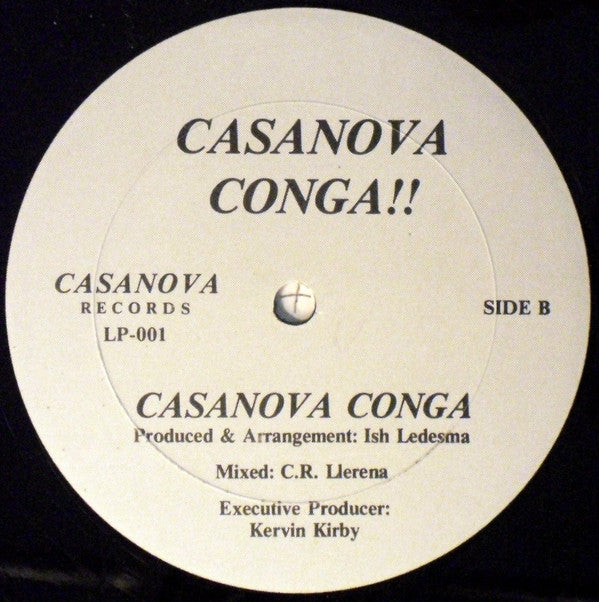 CASANOVA
CONGA!!
CASANOVA
RECORDS
LP-001
SIDE B
CASANOVA CONGA
Produced & Arrangement: Ish Ledesma
Mixed: C.R. Llerena
Executive Producer:
Kervin Kirby